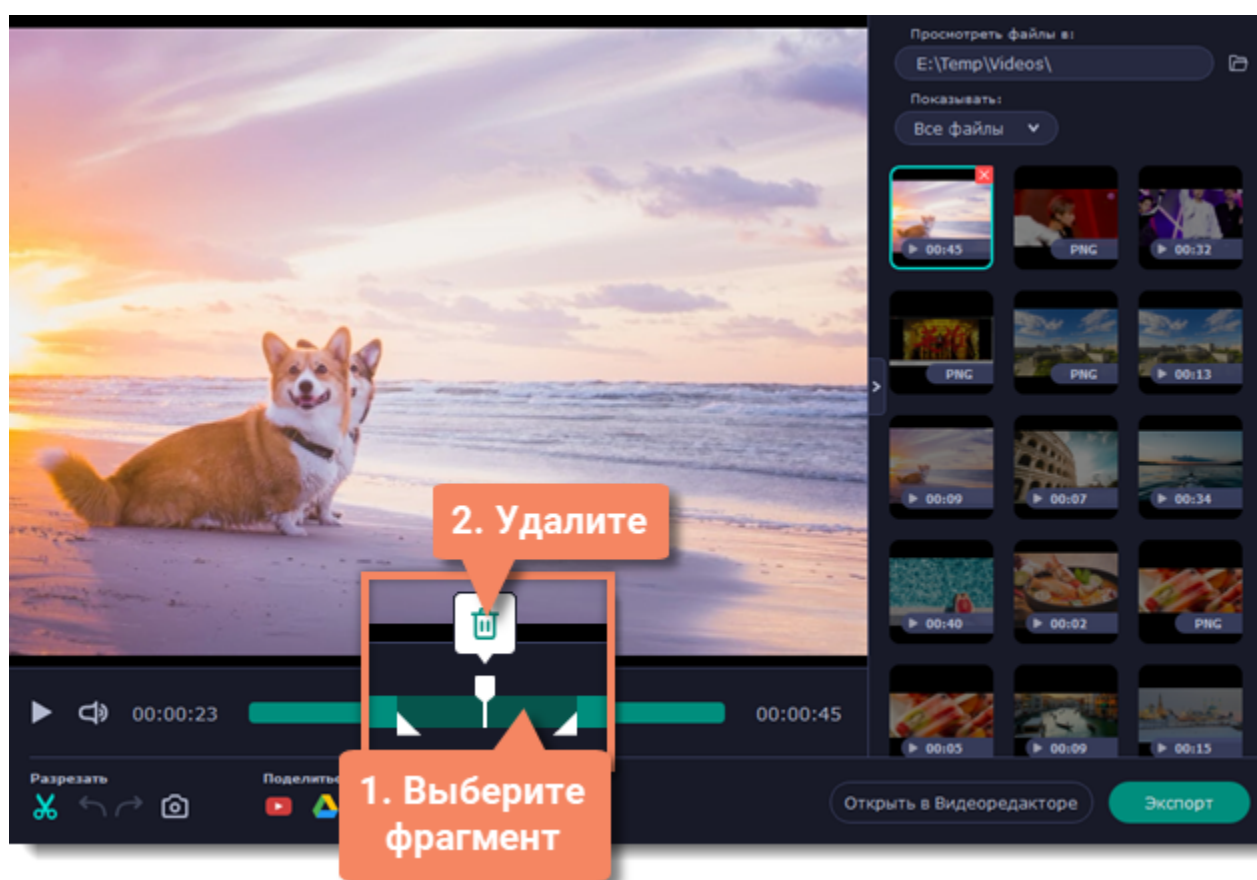 Просмотреть файлы в:
E:\Temp\Videos\
Показывать:
Все файлы
00:45
PNG
00:32
PNG
PNG
00:13
00:09
00:07
00:34
00:40
00:02
PNG
00:05
00:09
00:15
2. Удалите
00:00:23
00:00:45
1. Выберите
фрагмент
Разрезать
Поделиться
Открыть в Видеоредакторе
Экспорт